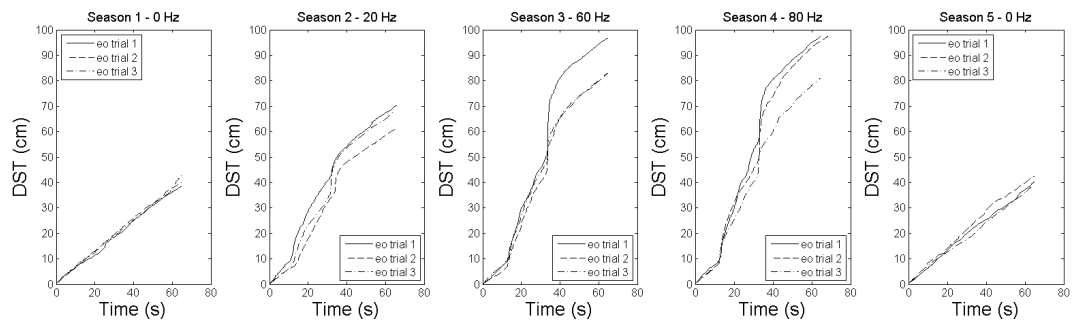 Season 1 - 0 Hz
DST (cm)
100
90
80
70
60
50
40
30
20
10
0
eo trial 1
eo trial 2
eo trial 3
0 20 40 60 80
Time (s)
Season 2 - 20 Hz
DST (cm)
100
90
80
70
60
50
40
30
20
10
0
eo trial 1
eo trial 2
eo trial 3
0 20 40 60 80
Time (s)
Season 3 - 60 Hz
DST (cm)
100
90
80
70
60
50
40
30
20
10
0
eo trial 1
eo trial 2
eo trial 3
0 20 40 60 80
Time (s)
Season 4 - 80 Hz
DST (cm)
100
90
80
70
60
50
40
30
20
10
0
eo trial 1
eo trial 2
eo trial 3
0 20 40 60 80
Time (s)
Season 5 - 0 Hz
DST (cm)
100
90
80
70
60
50
40
30
20
10
0
eo trial 1
eo trial 2
eo trial 3
0 20 40 60 80
Time (s)